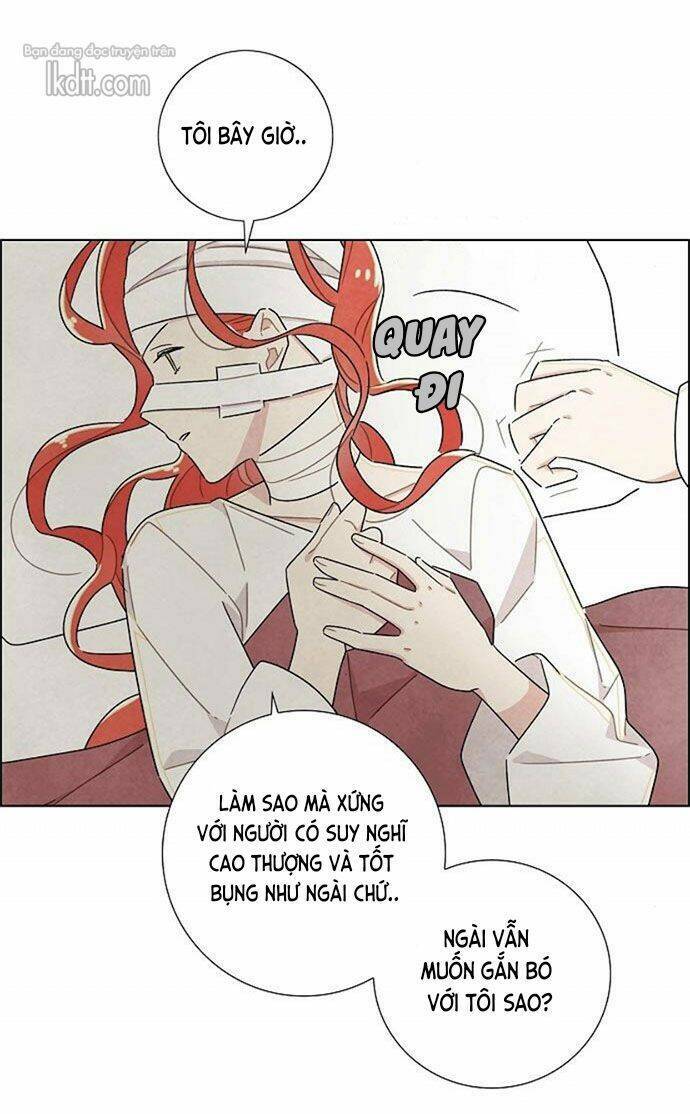 Bạn đang đọc truyện trên
lkdtt.com
TÔI BÂY GIỜ..
QUAY
ĐI
LÀM SAO MÀ XỨNG
VỚI NGƯỜI CÓ SUY NGHĨ
CAO THƯỢNG VÀ TỐT
BỤNG NHƯ NGÀI CHỨ..
NGÀI VẪN
MUỐN GẮN BÓ
VỚI TÔI SAO?